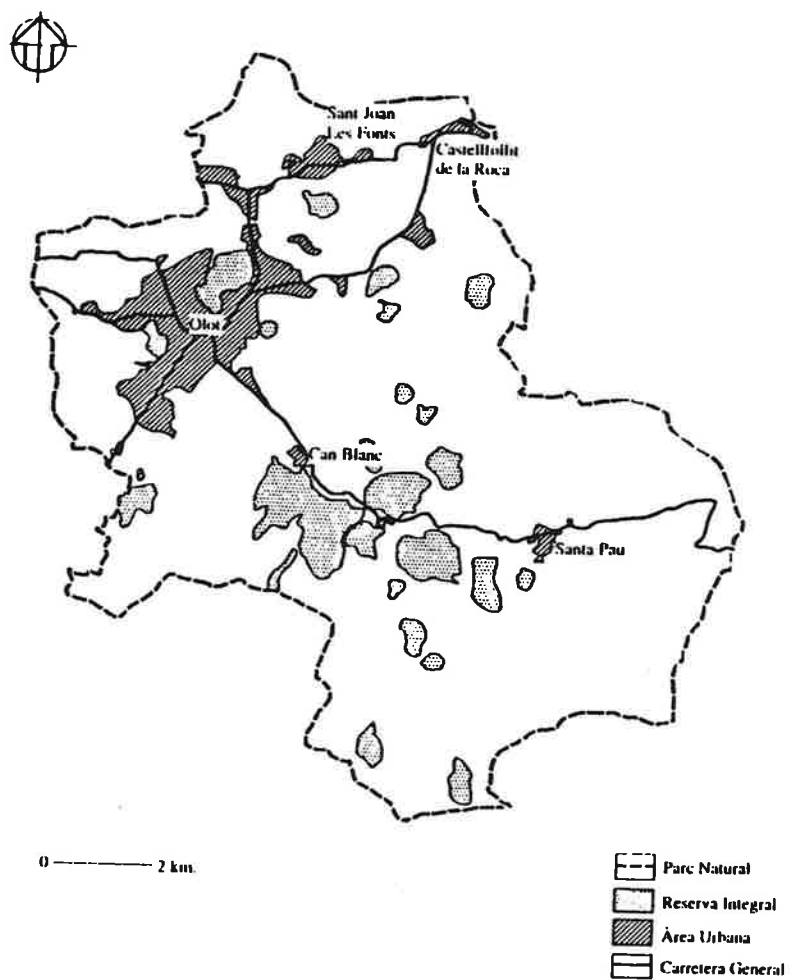 Sant Joan
Les Fonts
Castellfollit
de la Roca
Olot
Can Blanc
Santa Pau
0 2 km.
Parc Natural
Reserva Integral
Àrea Urbana
Carretera General